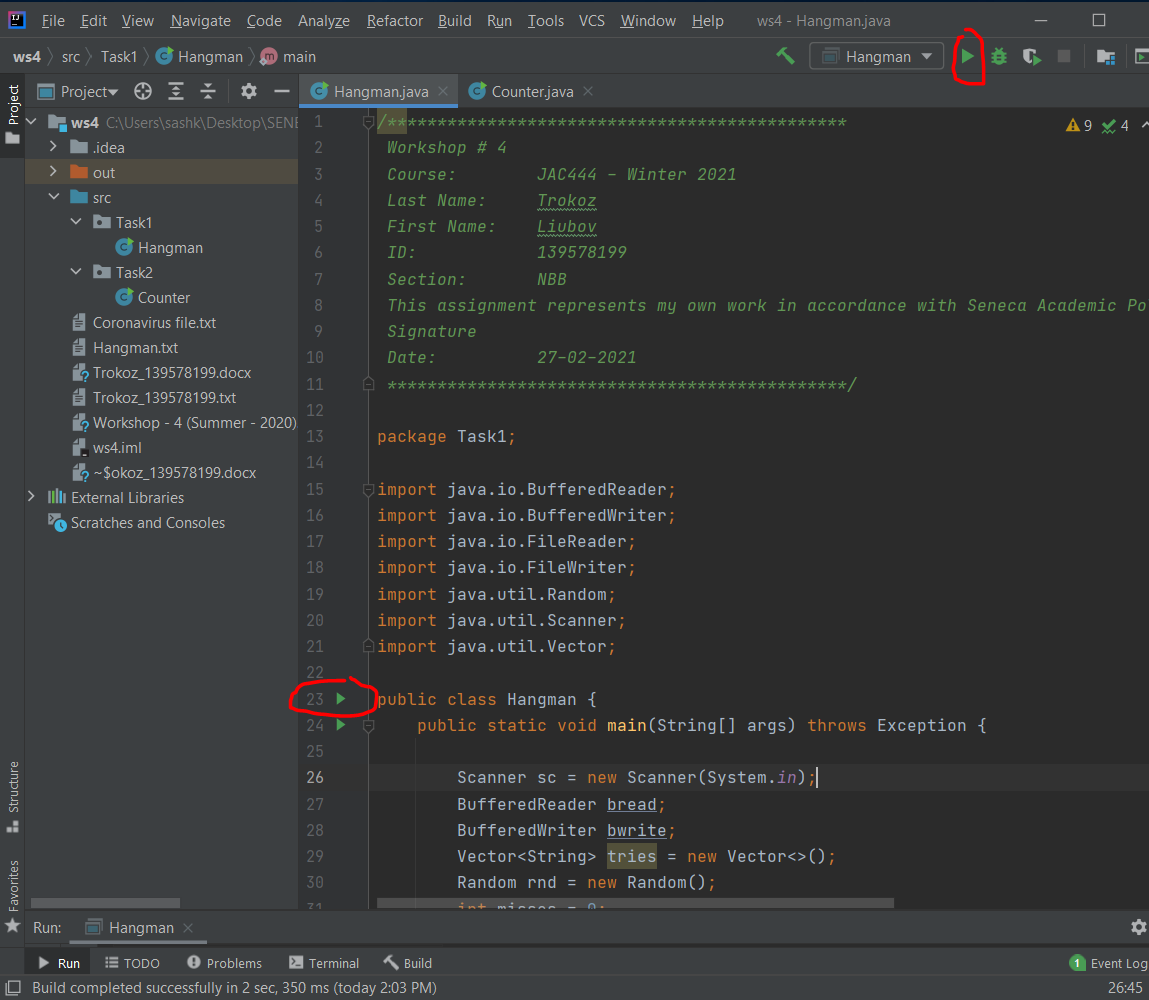 File Edit View Navigate Code Analyze Refactor Build Run Tools VCS Window Help ws4 - Hangman.java
ws4 src Task1 Hangman main Hangman
Project
Project
Hangman.java Counter.java
ws4 C:\Users\sashk\Desktop\SENE
.idea
out
src
Task1
Hangman
Task2
Counter
Coronavirus file.txt
Hangman.txt
Trokoz_139578199.docx
Trokoz_139578199.txt
Workshop - 4 (Summer - 2020)
ws4.iml
~$okoz_139578199.docx
External Libraries
Scratches and Consoles
9 4
1 /**********************************************
2 Workshop # 4
3 Course: JAC444 - Winter 2021
4 Last Name: Trokoz
5 First Name: Liubov
6 ID: 139578199
7 Section: NBB
8 This assignment represents my own work in accordance with Seneca Academic Po
9 Signature
10 Date: 27-02-2021
11 **********************************************/
12
13 package Task1;
14
15 import java.io.BufferedReader;
16 import java.io.BufferedWriter;
17 import java.io.FileReader;
18 import java.io.FileWriter;
19 import java.util.Random;
20 import java.util.Scanner;
21 import java.util.Vector;
22
23 public class Hangman {
24 public static void main(String[] args) throws Exception {
25
26 Scanner sc = new Scanner(System.in);
27 BufferedReader bread;
28 BufferedWriter bwrite;
29 Vector<String> tries = new Vector<>();
30 Random rnd = new Random();
31 int misses = 0;
Structure
Favorites
Run: Hangman
Run TODO Problems Terminal Build 1 Event Log
Build completed successfully in 2 sec, 350 ms (today 2:03 PM) 26:45